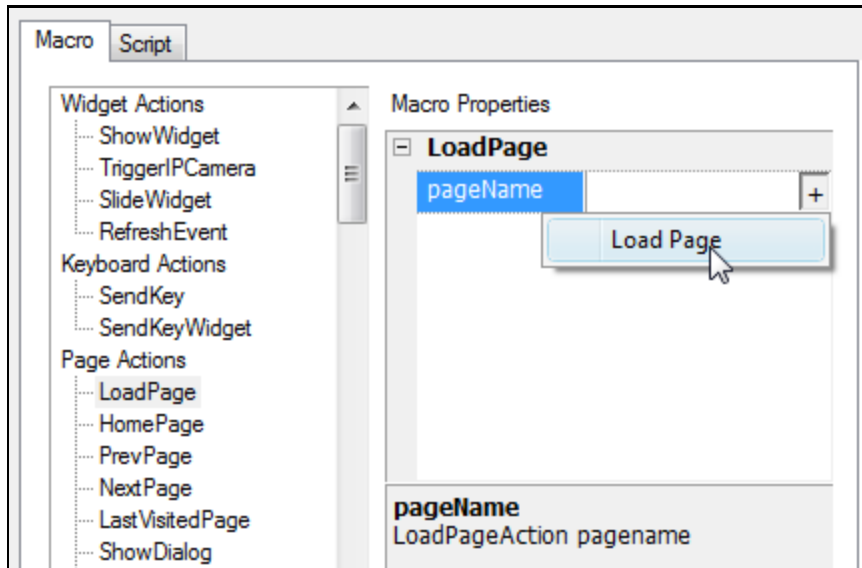 Macro
Script
Widget Actions
ShowWidget
TriggerIPCamera
SlideWidget
RefreshEvent
Keyboard Actions
SendKey
SendKeyWidget
Page Actions
LoadPage
HomePage
PrevPage
NextPage
LastVisitedPage
ShowDialog
Macro Properties
LoadPage
pageName
+
Load Page
pageName
LoadPageAction pagename